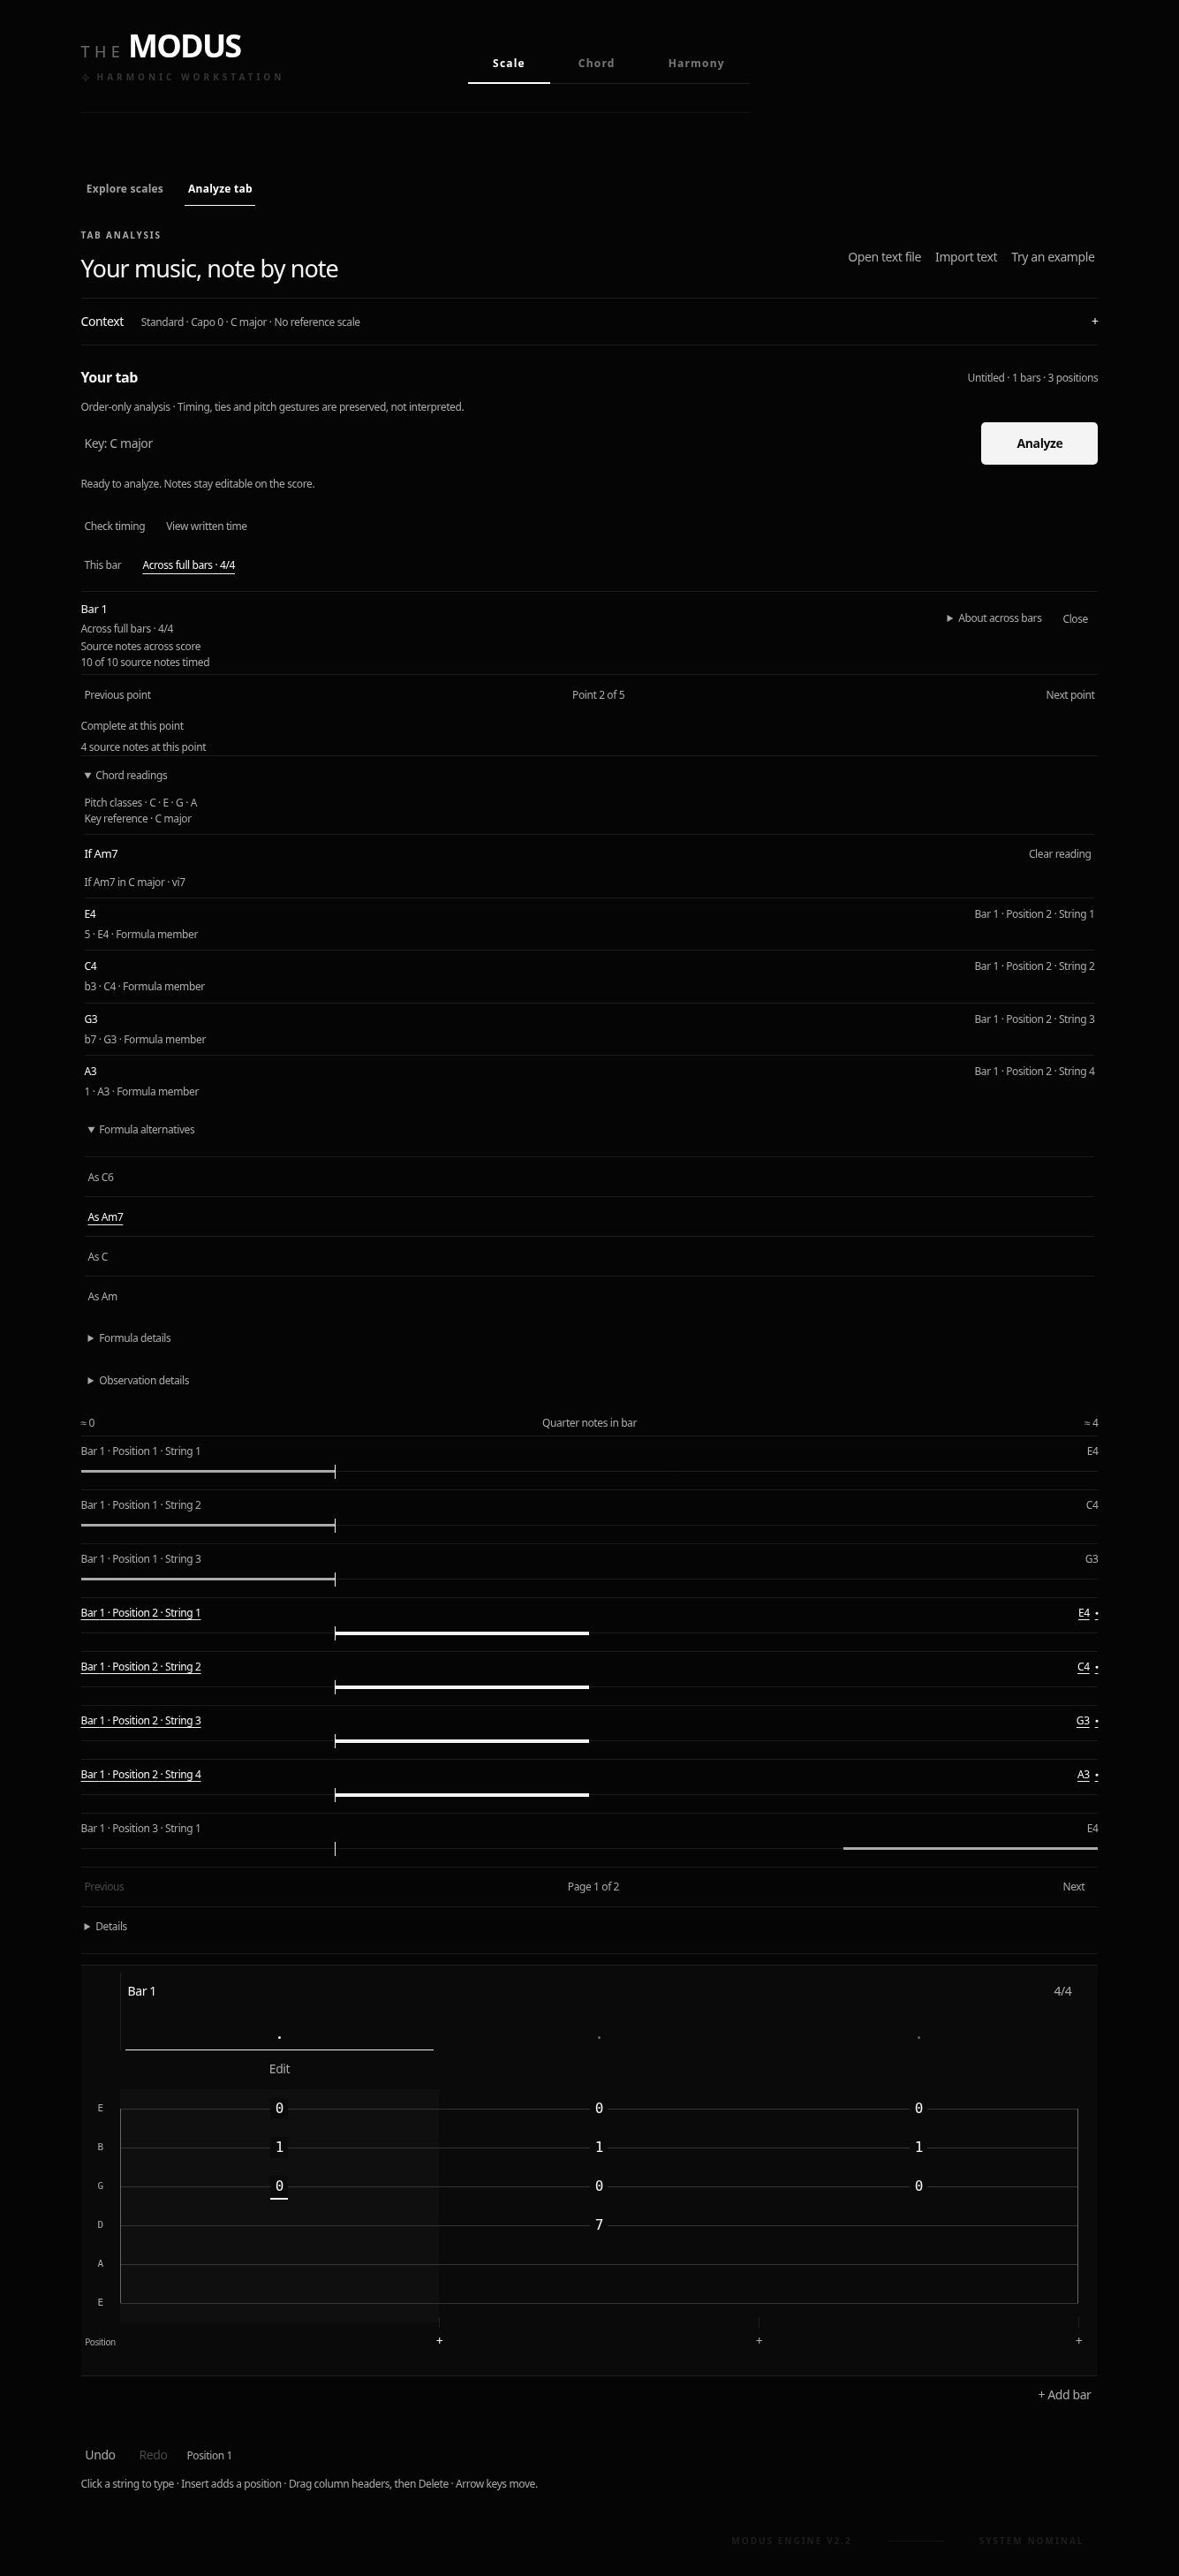 THE MODUS
HARMONIC WORKSTATION
Scale Chord Harmony
Explore scales Analyze tab
TAB ANALYSIS
Your music, note by note
Open text file Import text Try an example
Context Standard · Capo 0 · C major · No reference scale +
Your tab
Untitled · 1 bars · 3 positions
Order-only analysis · Timing, ties and pitch gestures are preserved, not interpreted.
Key: C major
Analyze
Ready to analyze. Notes stay editable on the score.
Check timing View written time
This bar Across full bars · 4/4
Bar 1
About across bars Close
Across full bars · 4/4
Source notes across score
10 of 10 source notes timed
Previous point Point 2 of 5 Next point
Complete at this point
4 source notes at this point
Chord readings
Pitch classes · C · E · G · A
Key reference · C major
If Am7 Clear reading
If Am7 in C major · vi7
E4 Bar 1 · Position 2 · String 1
5 · E4 · Formula member
C4 Bar 1 · Position 2 · String 2
b3 · C4 · Formula member
G3 Bar 1 · Position 2 · String 3
b7 · G3 · Formula member
A3 Bar 1 · Position 2 · String 4
1 · A3 · Formula member
Formula alternatives
As C6
As Am7
As C
As Am
Formula details
Observation details
≈ 0 Quarter notes in bar ≈ 4
Bar 1 · Position 1 · String 1 E4
Bar 1 · Position 1 · String 2 C4
Bar 1 · Position 1 · String 3 G3
Bar 1 · Position 2 · String 1 E4 •
Bar 1 · Position 2 · String 2 C4 •
Bar 1 · Position 2 · String 3 G3 •
Bar 1 · Position 2 · String 4 A3 •
Bar 1 · Position 3 · String 1 E4
Previous Page 1 of 2 Next
Details
Bar 1 4/4
Edit
E 0 0 0
B 1 1 1
G 0 0 0
D 7
A
E
Position + + +
+ Add bar
Undo Redo Position 1
Click a string to type · Insert adds a position · Drag column headers, then Delete · Arrow keys move.
MODUS ENGINE V2.2 SYSTEM NOMINAL